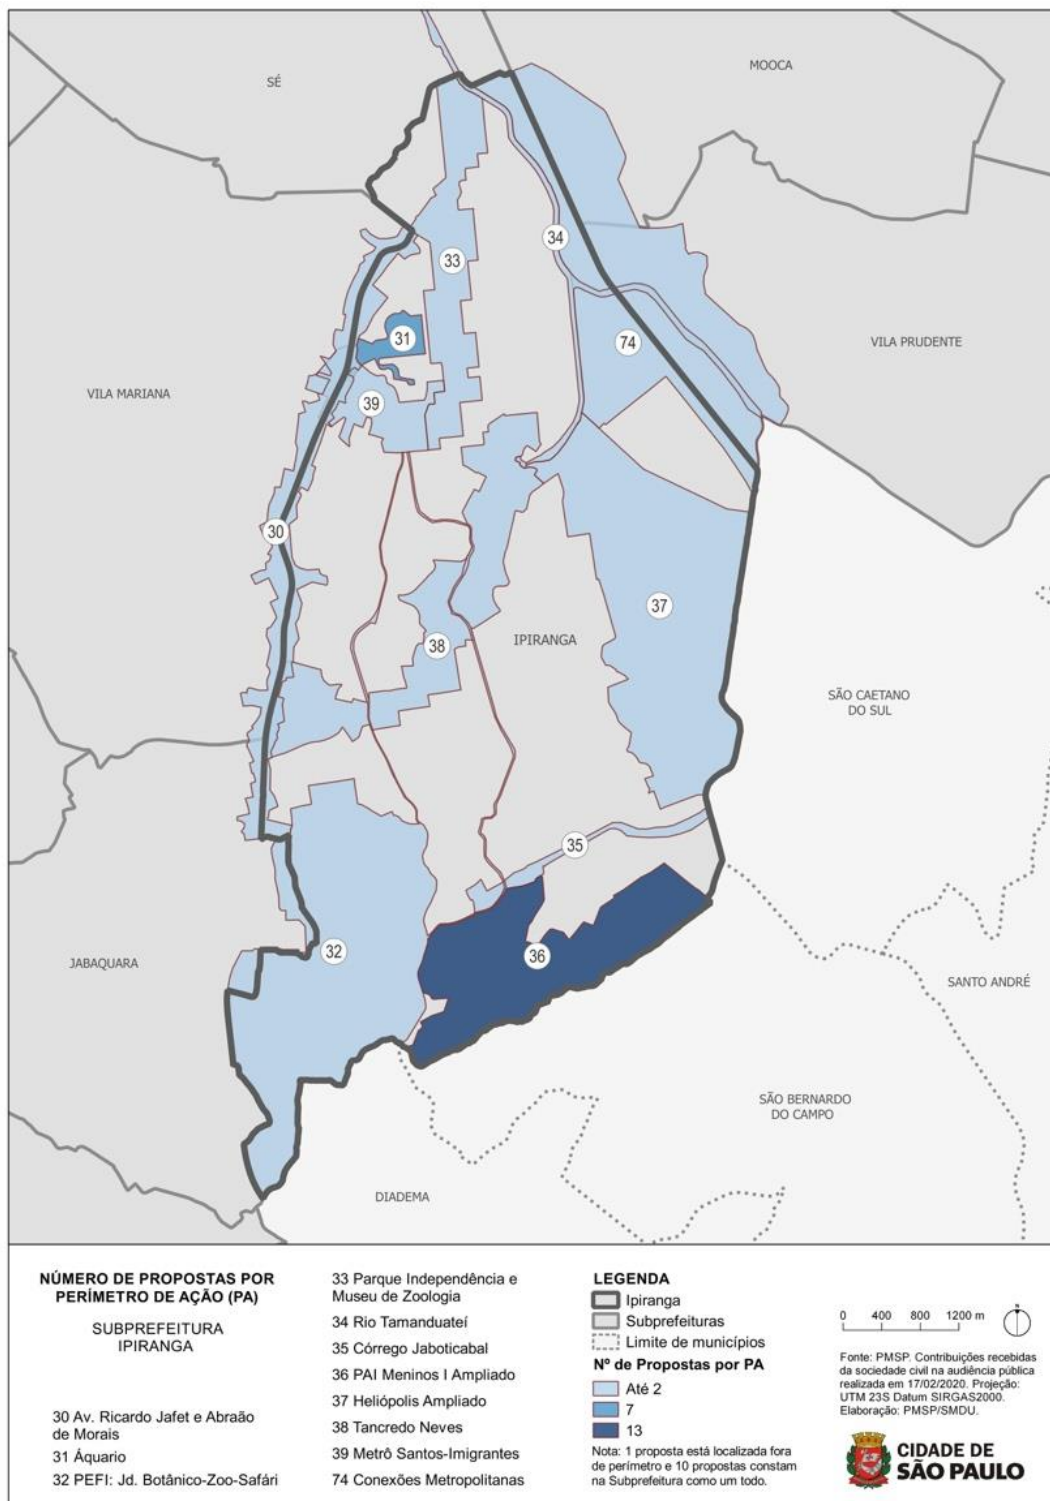 SÉ
MOOCA
34
33
31
74
VILA PRUDENTE
VILA MARIANA
39
30
37
IPIRANGA
38
SÃO CAETANO
DO SUL
35
32
36
JABAQUARA
SANTO ANDRÉ
SÃO BERNARDO
DO CAMPO
DIADEMA
NÚMERO DE PROPOSTAS POR
PERÍMETRO DE AÇÃO (PA)
SUBPREFEITURA
IPIRANGA
30 Av. Ricardo Jafet e Abraão
de Morais
31 Áquario
32 PEFI: Jd. Botânico-Zoo-Safári
33 Parque Independência e
Museu de Zoologia
34 Rio Tamanduateí
35 Córrego Jaboticabal
36 PAI Meninos I Ampliado
37 Heliópolis Ampliado
38 Tancredo Neves
39 Metrô Santos-Imigrantes
74 Conexões Metropolitanas
LEGENDA
Ipiranga
Subprefeituras
Limite de municípios
Nº de Propostas por PA
Até 2
7
13
Nota: 1 proposta está localizada fora
de perímetro e 10 propostas constam
na Subprefeitura como um todo.
0 400 800 1200 m
N
Fonte: PMSP. Contribuições recebidas
da sociedade civil na audiência pública
realizada em 17/02/2020. Projeção:
UTM 23S Datum SIRGAS2000.
Elaboração: PMSP/SMDU.
CIDADE DE
SÃO PAULO